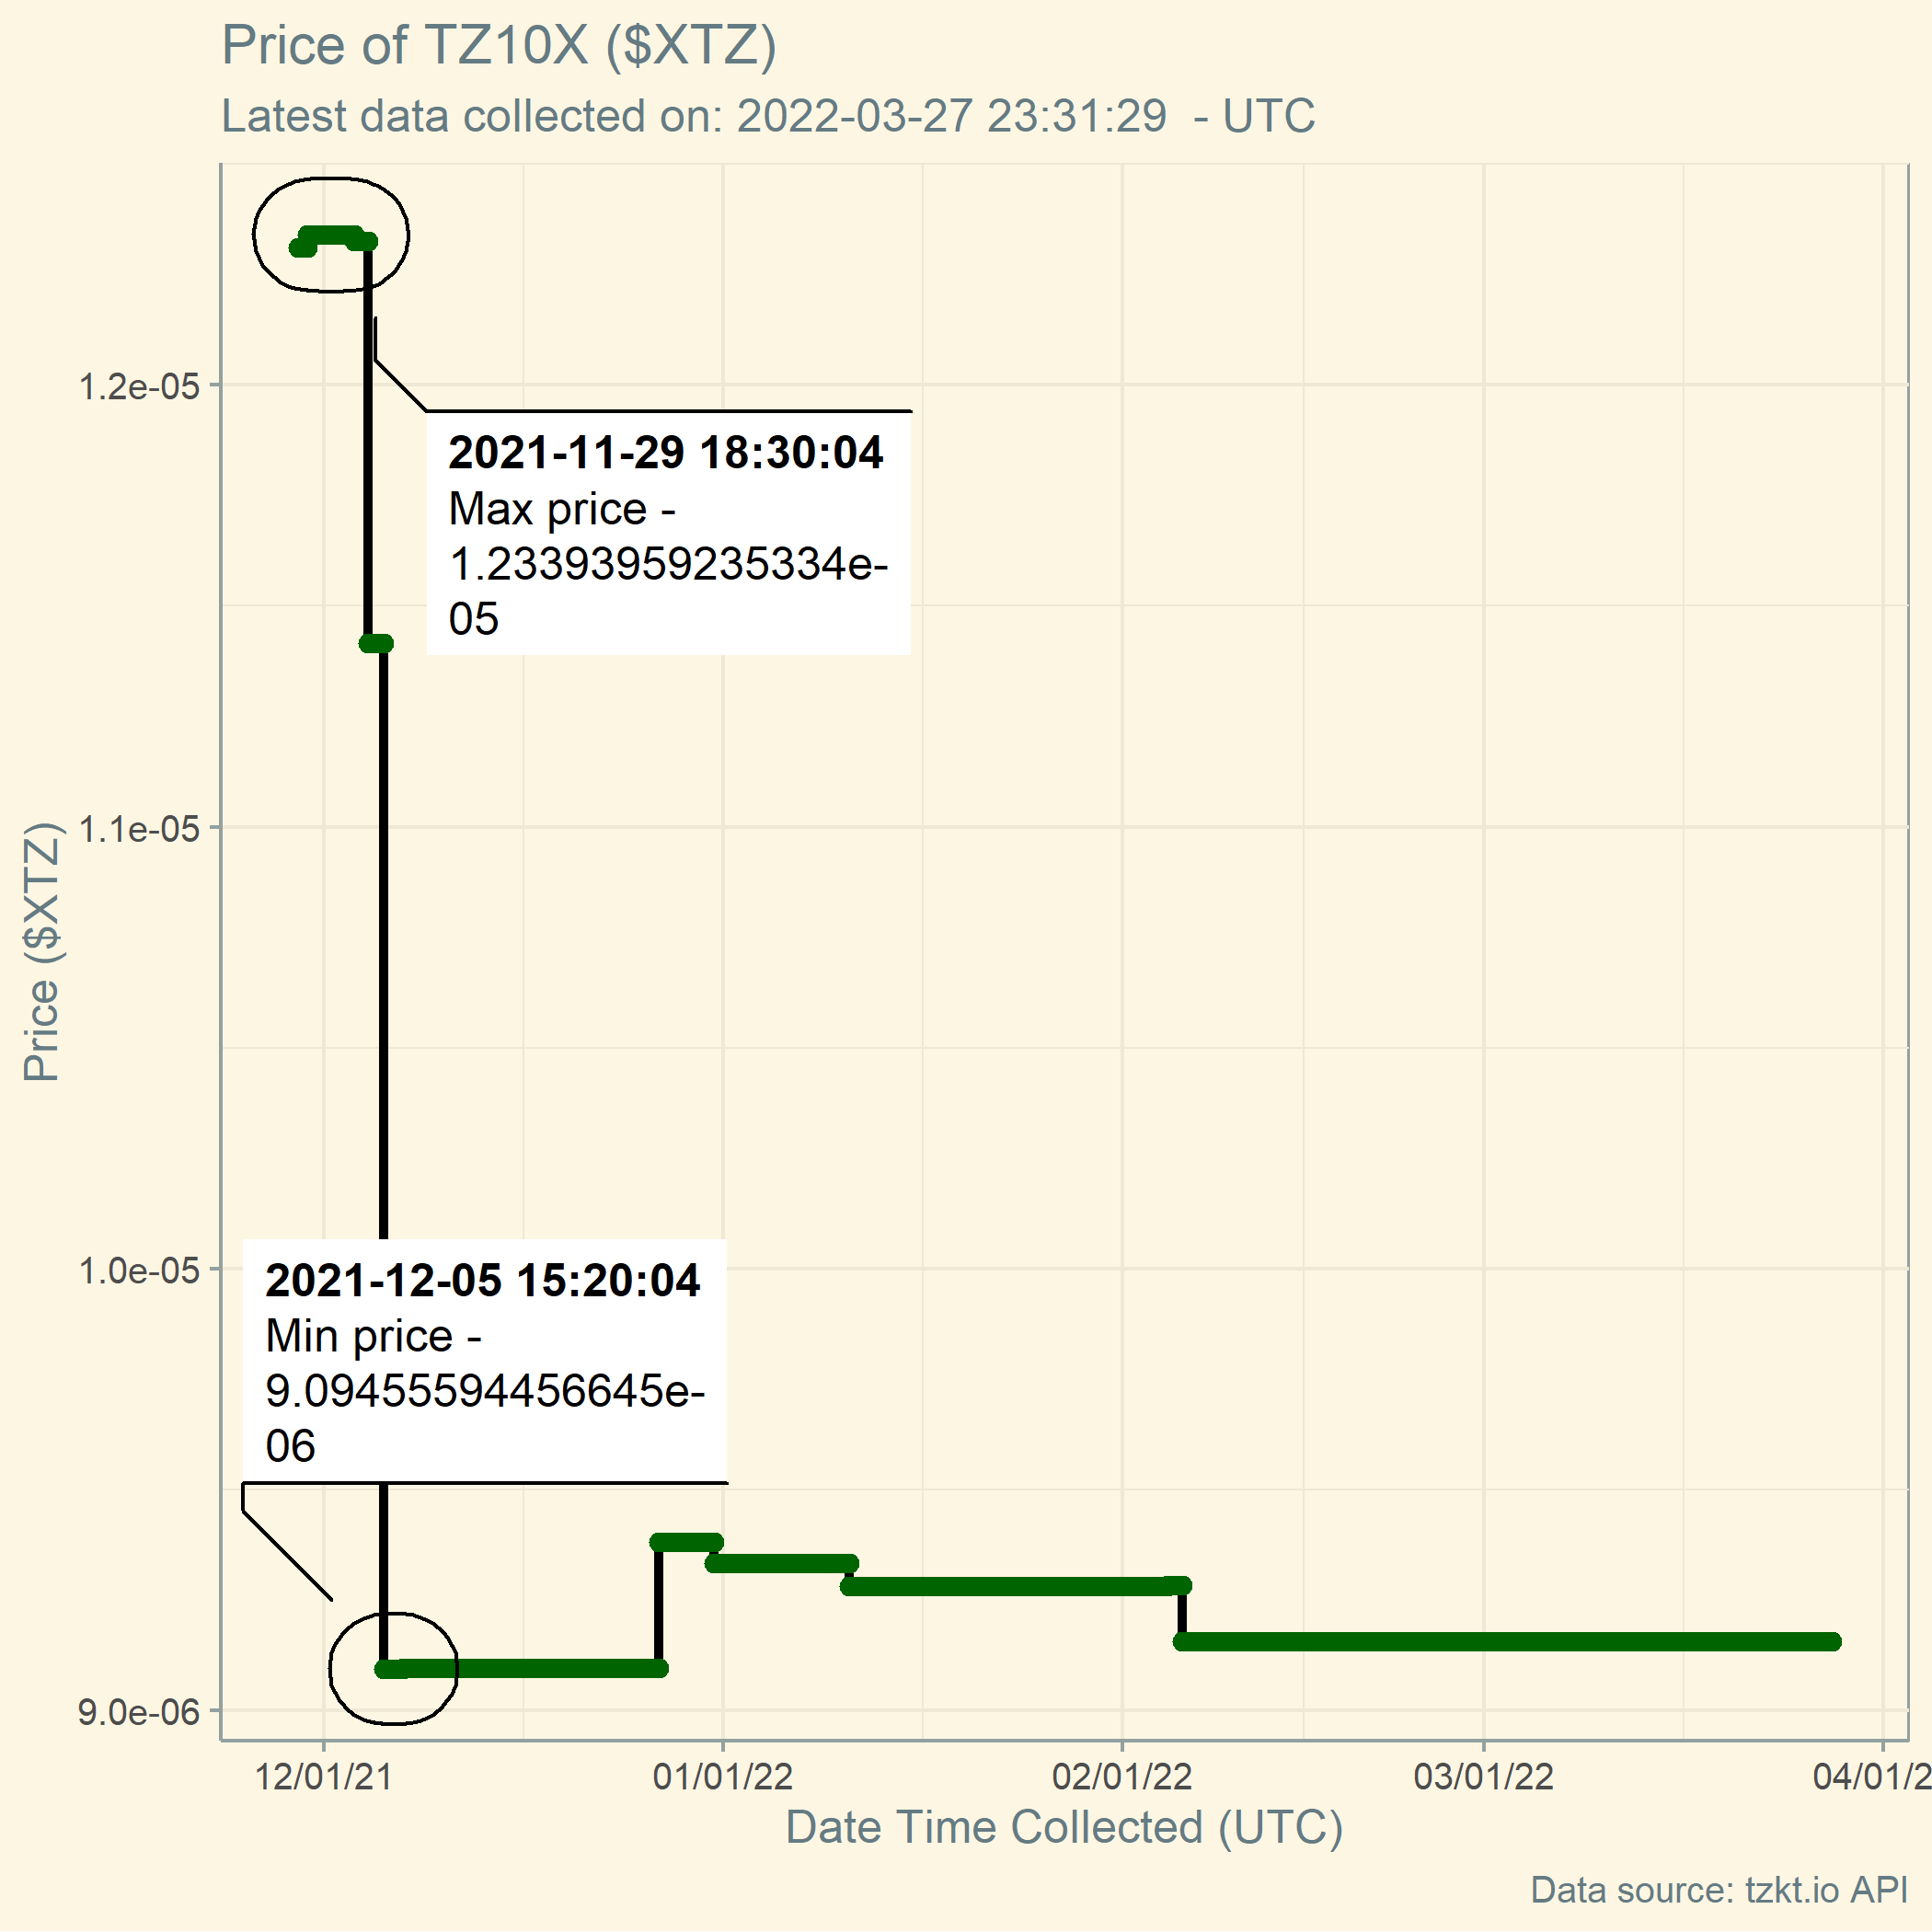 Price of TZ10X ($XTZ)
Latest data collected on: 2022-03-27 23:31:29  - UTC
1.2e-05
2021-11-29 18:30:04
Max price -
1.23393959235334e-
05
Price ($XTZ)
1.1e-05
1.0e-05
2021-12-05 15:20:04
Min price -
9.09455594456645e-
06
9.0e-06
12/01/21
01/01/22
02/01/22
03/01/22
04/01/2
Date Time Collected (UTC)
Data source: tzkt.io API